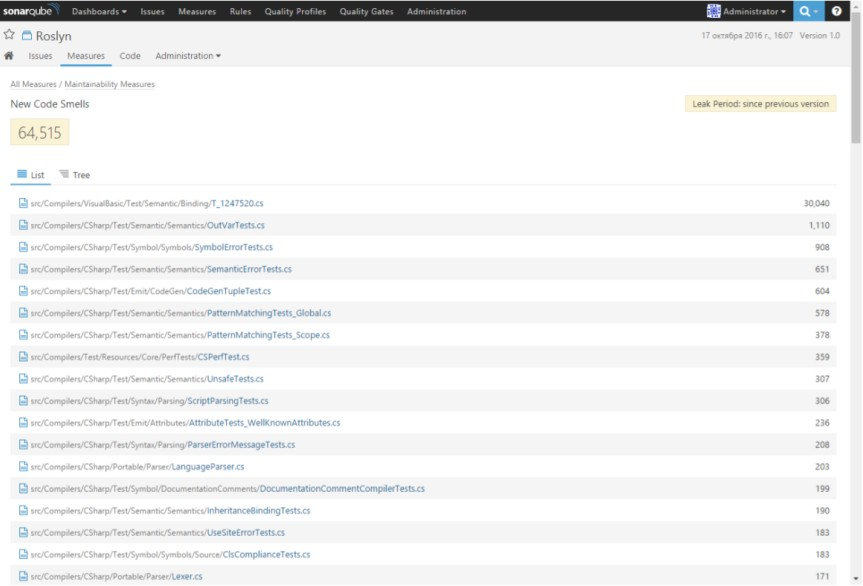 sonarqube Dashboards Issues Measures Rules Quality Profiles Quality Gates Administration Administrator
Roslyn 17 октября 2016 г., 16:07 Version 1.0
Issues Measures Code Administration
All Measures / Maintainability Measures
New Code Smells Leak Period: since previous version
64,515
List Tree
src/Compilers/VisualBasic/Test/Semantic/Binding/T_1247520.cs 30,040
src/Compilers/CSharp/Test/Semantic/Semantics/OutVarTests.cs 1,110
src/Compilers/CSharp/Test/Symbol/Symbols/SymbolErrorTests.cs 908
src/Compilers/CSharp/Test/Semantic/Semantics/SemanticErrorTests.cs 651
src/Compilers/CSharp/Test/Emit/CodeGen/CodeGenTupleTest.cs 604
src/Compilers/CSharp/Test/Semantic/Semantics/PatternMatchingTests_Global.cs 578
src/Compilers/CSharp/Test/Semantic/Semantics/PatternMatchingTests_Scope.cs 378
src/Compilers/Test/Resources/Core/PerfTests/CSPerfTest.cs 359
src/Compilers/CSharp/Test/Semantic/Semantics/UnsafeTests.cs 307
src/Compilers/CSharp/Test/Syntax/Parsing/ScriptParsingTests.cs 306
src/Compilers/CSharp/Test/Emit/Attributes/AttributeTests_WellKnownAttributes.cs 236
src/Compilers/CSharp/Test/Syntax/Parsing/ParserErrorMessageTests.cs 208
src/Compilers/CSharp/Portable/Parser/LanguageParser.cs 203
src/Compilers/CSharp/Test/Symbol/DocumentationComments/DocumentationCommentCompilerTests.cs 199
src/Compilers/CSharp/Test/Semantic/Semantics/InheritanceBindingTests.cs 190
src/Compilers/CSharp/Test/Semantic/Semantics/UseSiteErrorTests.cs 183
src/Compilers/CSharp/Test/Symbol/Symbols/Source/ClsComplianceTests.cs 183
src/Compilers/CSharp/Portable/Parser/Lexer.cs 171